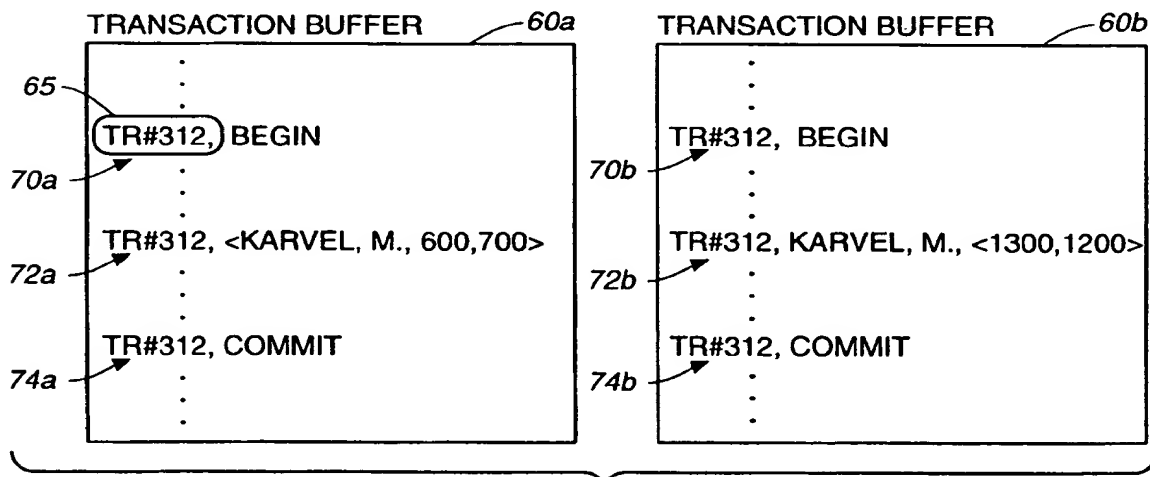 TRANSACTION BUFFER 60a
65
TR#312, BEGIN
70a
TR#312, <KARVEL, M., 600,700>
72a
TR#312, COMMIT
74a
TRANSACTION BUFFER 60b
TR#312, BEGIN
70b
TR#312, KARVEL, M., <1300,1200>
72b
TR#312, COMMIT
74b